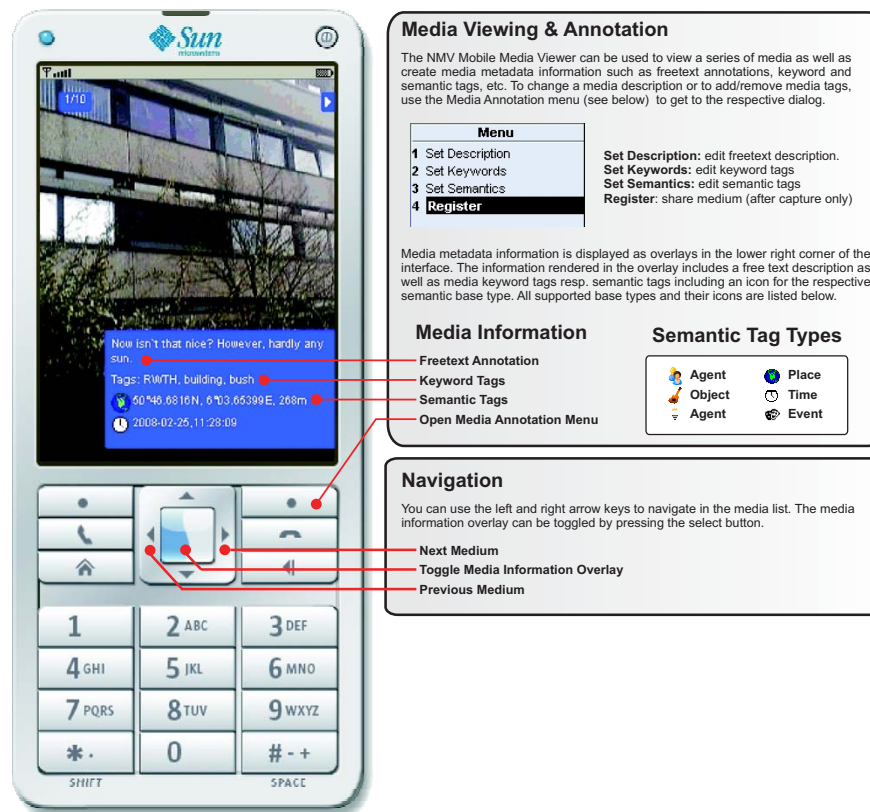 Sun
microsystems
1/10
Now isn't that nice? However, hardly any
sun.
Tags: RWTH, building, bush
50°46.6816N, 6°03.65399E, 268m
2008-02-25,11:28:09
1
2 ABC
3 DEF
4 GHI
5 JKL
6 MNO
7 PQRS
8 TUV
9 WXYZ
* .
0
# - +
SHIFT
SPACE
Media Viewing & Annotation
The NMV Mobile Media Viewer can be used to view a series of media as well as
create media metadata information such as freetext annotations, keyword and
semantic tags, etc. To change a media description or to add/remove media tags,
use the Media Annotation menu (see below) to get to the respective dialog.
Menu
1 Set Description
2 Set Keywords
3 Set Semantics
4 Register
Set Description: edit freetext description.
Set Keywords: edit keyword tags
Set Semantics: edit semantic tags
Register: share medium (after capture only)
Media metadata information is displayed as overlays in the lower right corner of the
interface. The information rendered in the overlay includes a free text description as
well as media keyword tags resp. semantic tags including an icon for the respective
semantic base type. All supported base types and their icons are listed below.
Media Information
Freetext Annotation
Keyword Tags
Semantic Tags
Open Media Annotation Menu
Semantic Tag Types
Agent
Place
Object
Time
Agent
Event
Navigation
You can use the left and right arrow keys to navigate in the media list. The media
information overlay can be toggled by pressing the select button.
Next Medium
Toggle Media Information Overlay
Previous Medium